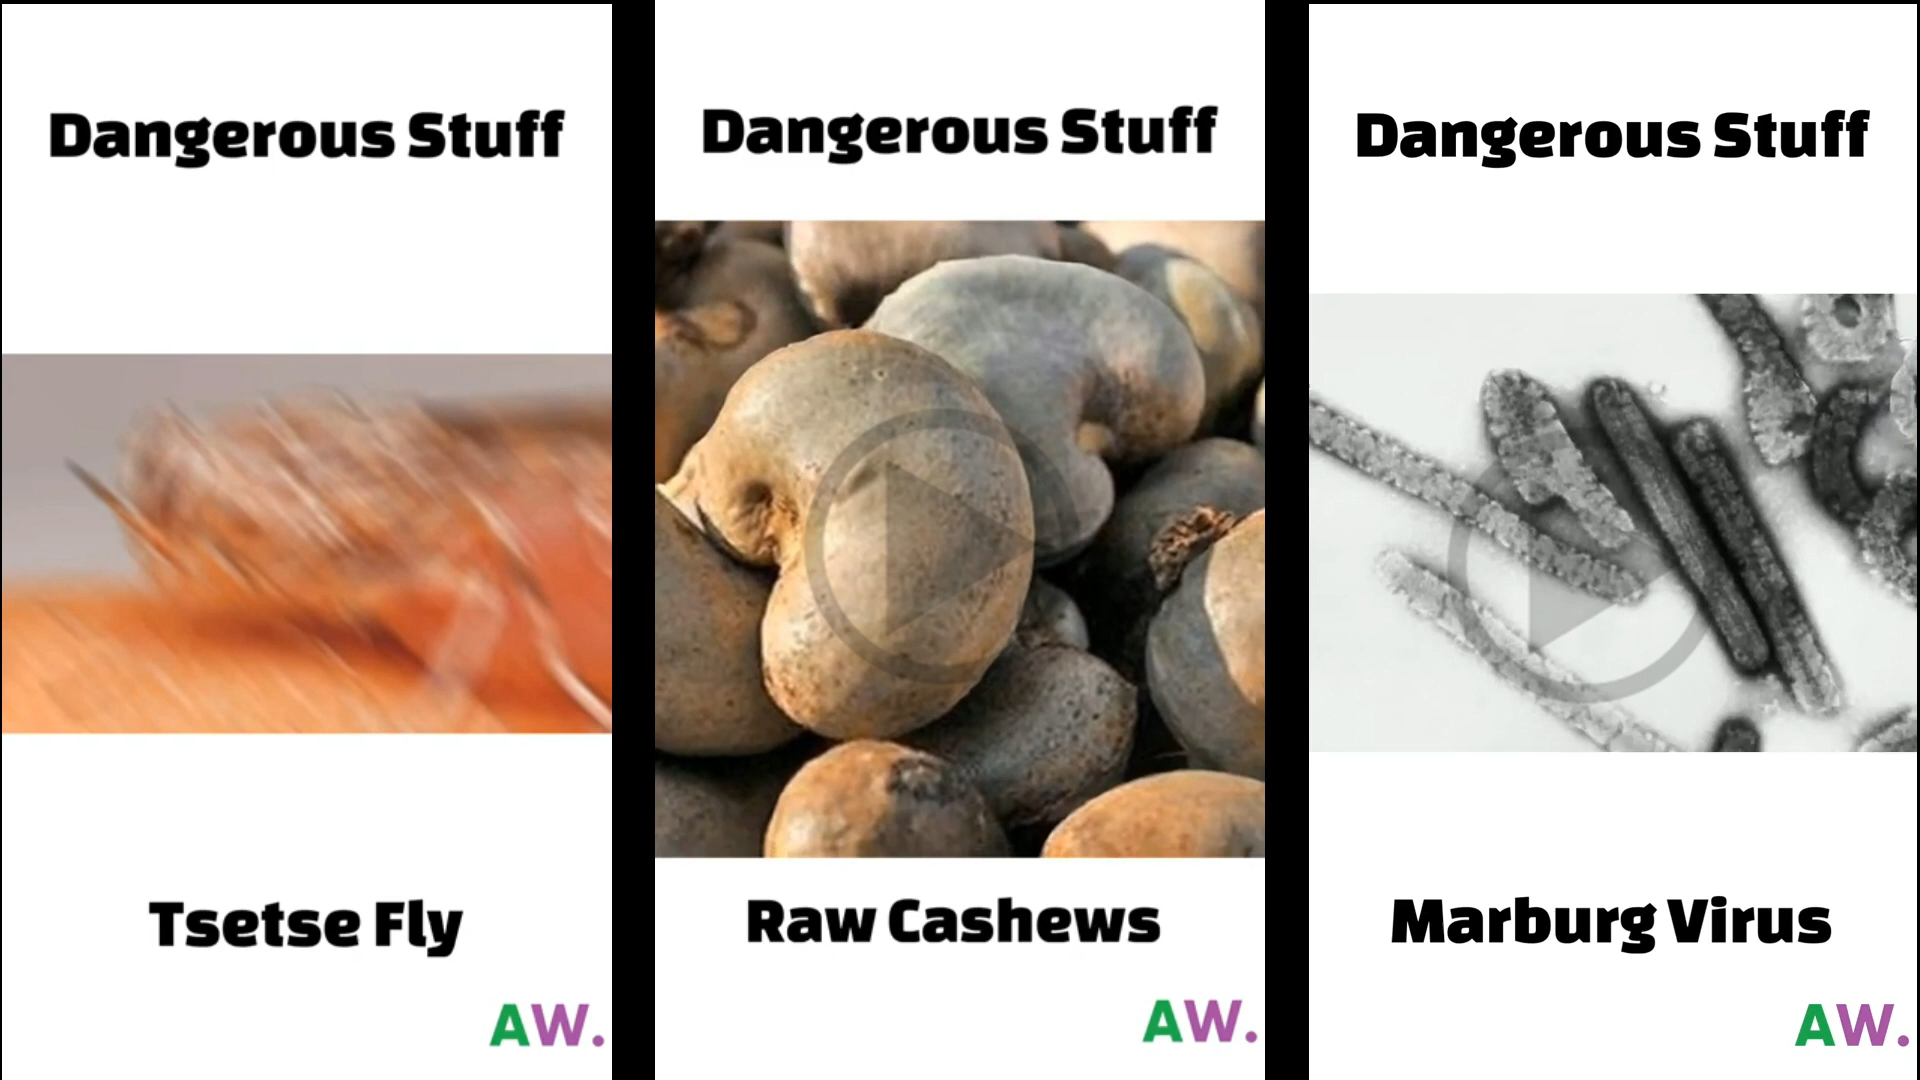 Dangerous Stuff
Tsetse Fly
AW.
Dangerous Stuff
Raw Cashews
AW.
Dangerous Stuff
Marburg Virus
AW.